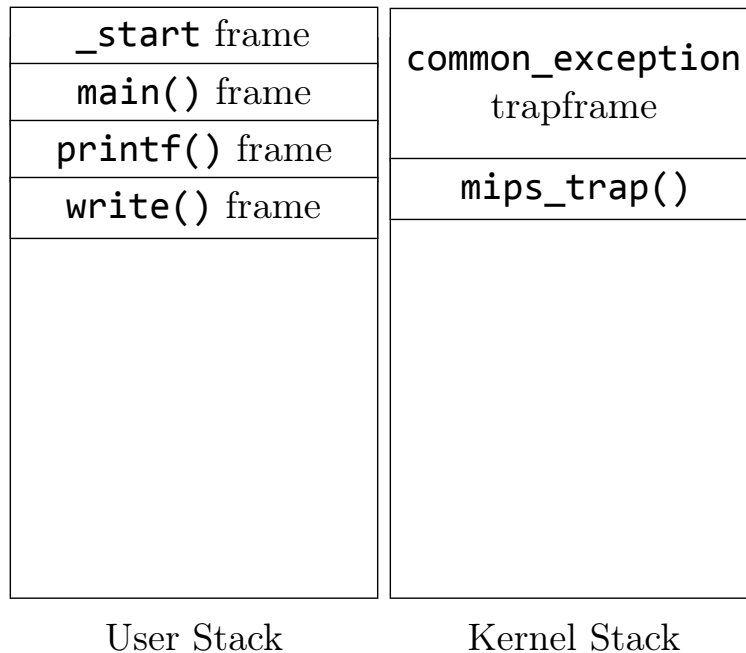 _start frame
main() frame
printf() frame
write() frame
User Stack
common_exception
trapframe
mips_trap()
Kernel Stack